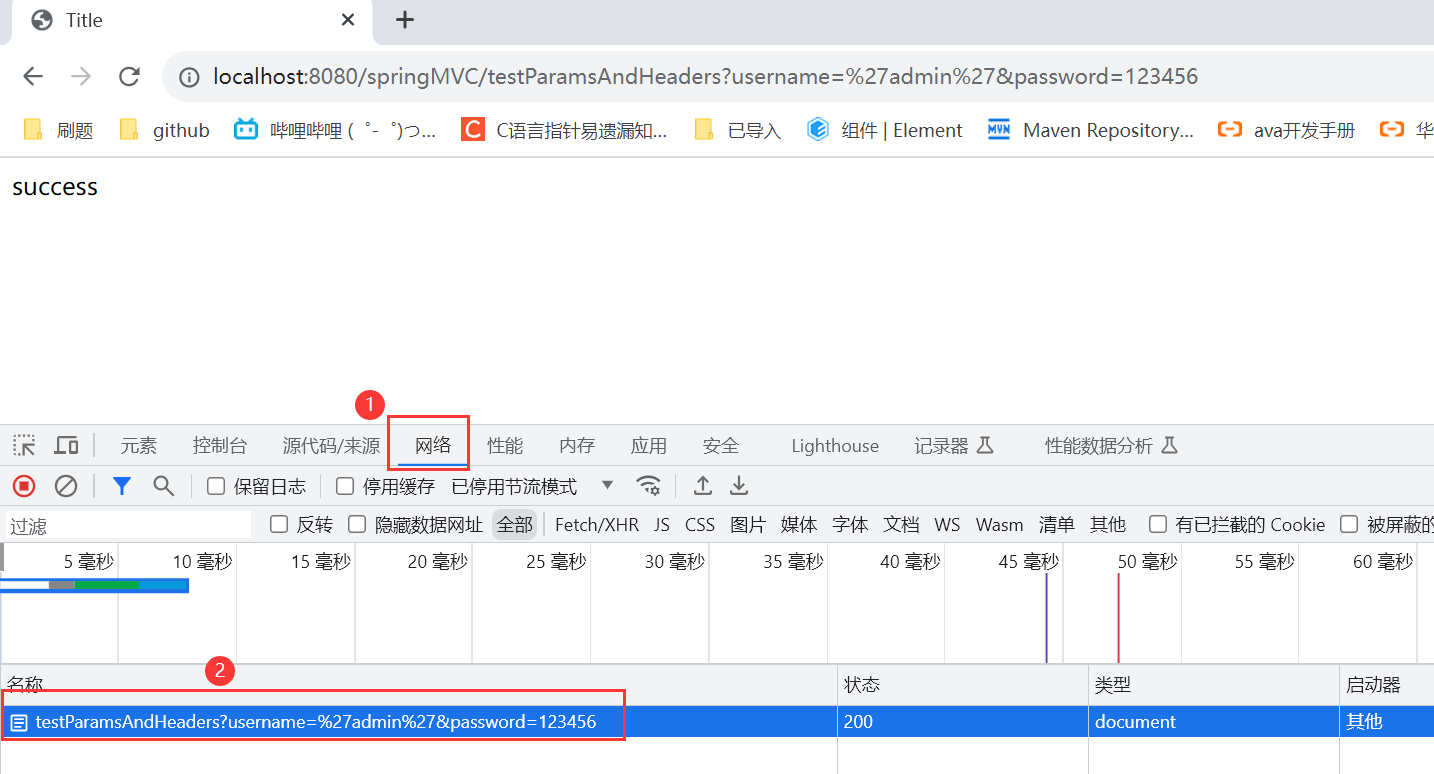 Title
localhost:8080/springMVC/testParamsAndHeaders?username=%27admin%27&password=123456
刷题 github 哔哩哔哩 (゜-゜)つ... C语言指针易遗漏知... 已导入 组件 | Element Maven Repository... ava开发手册 华
success
1
元素 控制台 源代码/来源 网络 性能 内存 应用 安全 Lighthouse 记录器 性能数据分析
保留日志 停用缓存 已停用节流模式
过滤 反转 隐藏数据网址 全部 Fetch/XHR JS CSS 图片 媒体 字体 文档 WS Wasm 清单 其他 有已拦截的 Cookie 被屏蔽的
5 毫秒 10 毫秒 15 毫秒 20 毫秒 25 毫秒 30 毫秒 35 毫秒 40 毫秒 45 毫秒 50 毫秒 55 毫秒 60 毫秒
2
名称 状态 类型 启动器
testParamsAndHeaders?username=%27admin%27&password=123456 200 document 其他